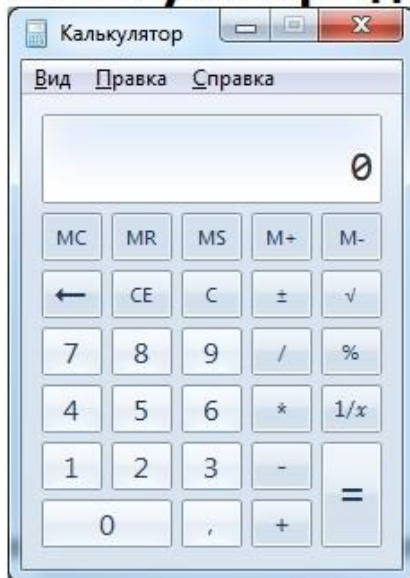 Калькулятор
Вид Правка Справка
0
MC MR MS M+ M-
← CE C ± √
7 8 9 / %
4 5 6 * 1/x
1 2 3 - =
0 , +